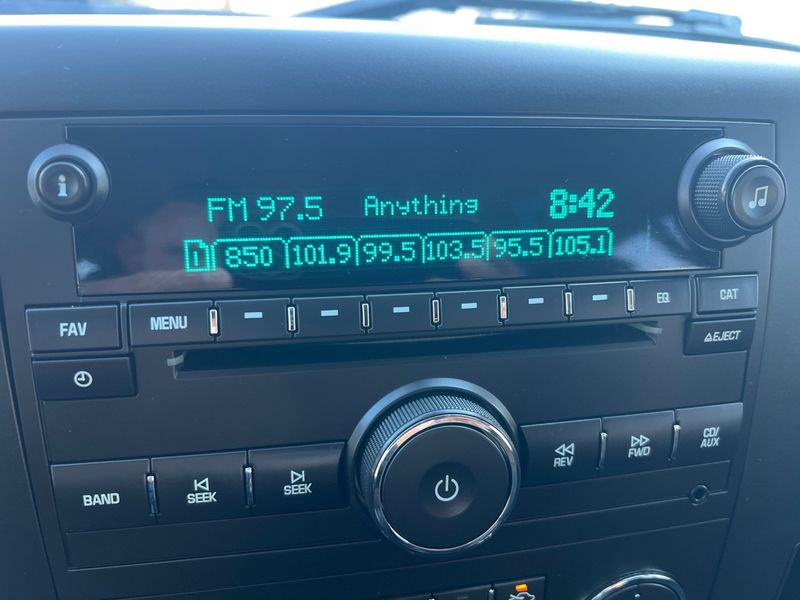 i
FM 97.5 Anything 8:42
1 850 101.9 99.5 103.5 95.5 105.1
FAV MENU EQ CAT
EJECT
BAND SEEK SEEK REV FWD CD/AUX